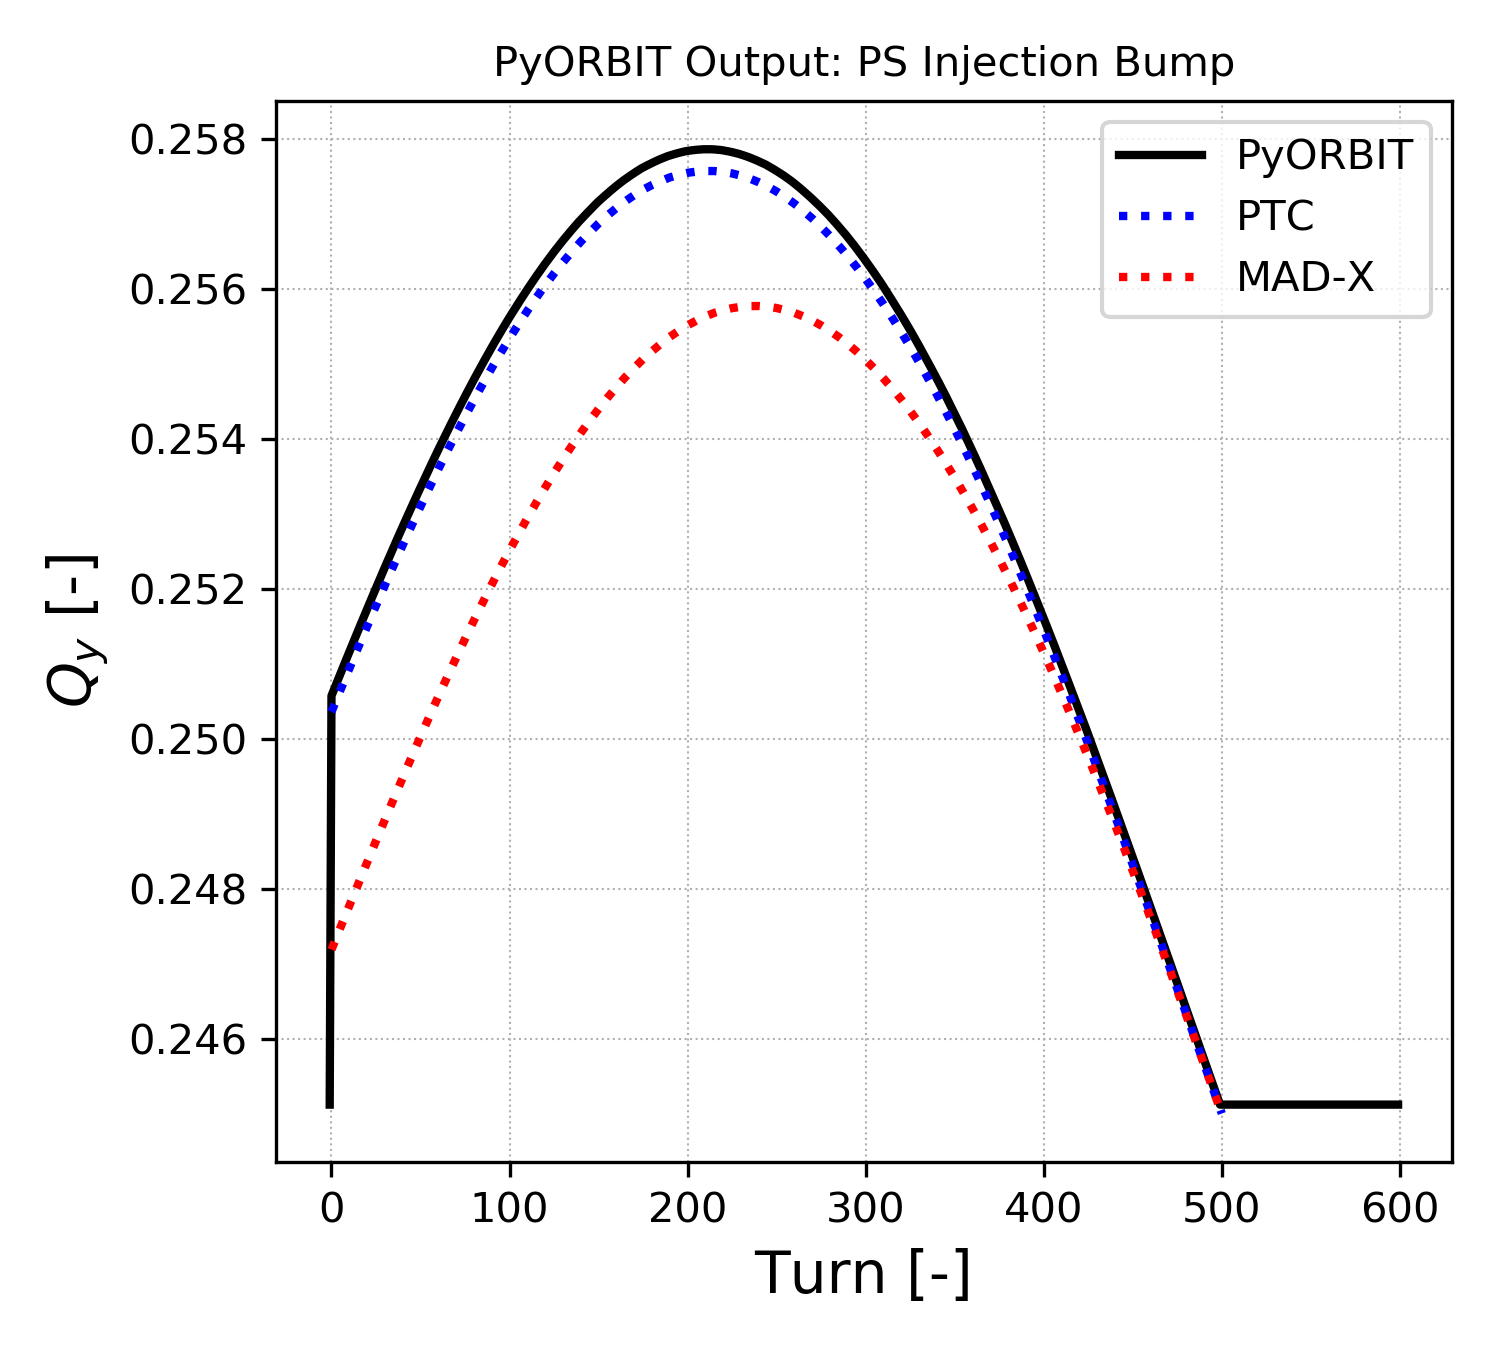 PyORBIT Output: PS Injection Bump
0.258
0.256
0.254
0.252
0.250
0.248
0.246
Q_y [-]
PyORBIT
PTC
MAD-X
0 100 200 300 400 500 600
Turn [-]